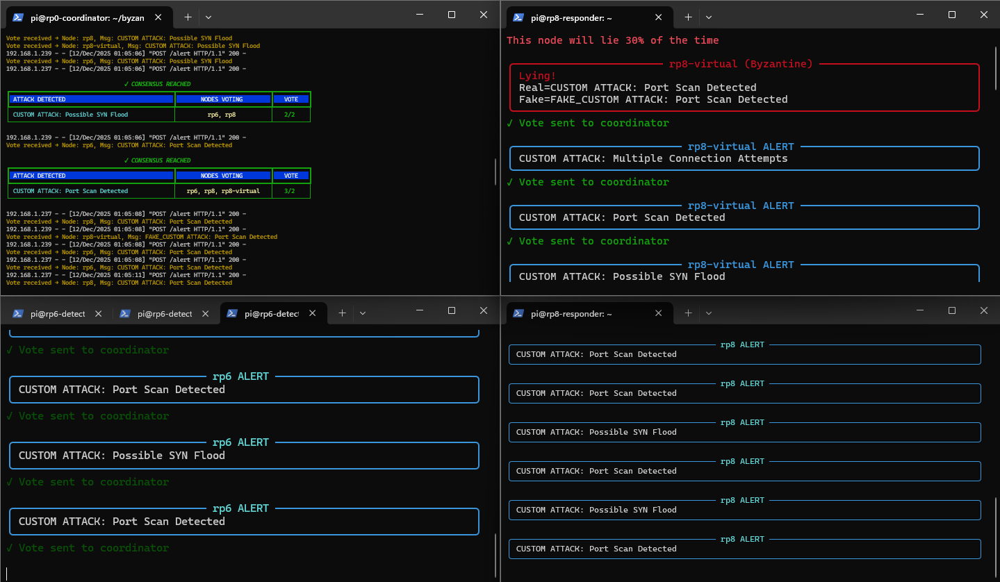 pi@rp0-coordinator: ~/byzan
Vote received → Node: rp8, Msg: CUSTOM ATTACK: Possible SYN Flood
Vote received → Node: rp8-virtual, Msg: CUSTOM ATTACK: Possible SYN Flood
192.168.1.239 - - [12/Dec/2025 01:05:06] "POST /alert HTTP/1.1" 200 -
Vote received → Node: rp6, Msg: CUSTOM ATTACK: Possible SYN Flood
192.168.1.237 - - [12/Dec/2025 01:05:06] "POST /alert HTTP/1.1" 200 -
✓ CONSENSUS REACHED
ATTACK DETECTED NODES VOTING VOTE
CUSTOM ATTACK: Possible SYN Flood rp6, rp8 2/2
192.168.1.239 - - [12/Dec/2025 01:05:06] "POST /alert HTTP/1.1" 200 -
Vote received → Node: rp6, Msg: CUSTOM ATTACK: Port Scan Detected
✓ CONSENSUS REACHED
ATTACK DETECTED NODES VOTING VOTE
CUSTOM ATTACK: Port Scan Detected rp6, rp8, rp8-virtual 3/2
192.168.1.237 - - [12/Dec/2025 01:05:08] "POST /alert HTTP/1.1" 200 -
Vote received → Node: rp8, Msg: CUSTOM ATTACK: Port Scan Detected
192.168.1.239 - - [12/Dec/2025 01:05:08] "POST /alert HTTP/1.1" 200 -
Vote received → Node: rp8-virtual, Msg: FAKE_CUSTOM ATTACK: Port Scan Detected
192.168.1.239 - - [12/Dec/2025 01:05:08] "POST /alert HTTP/1.1" 200 -
Vote received → Node: rp6, Msg: CUSTOM ATTACK: Port Scan Detected
192.168.1.237 - - [12/Dec/2025 01:05:08] "POST /alert HTTP/1.1" 200 -
Vote received → Node: rp6, Msg: CUSTOM ATTACK: Port Scan Detected
192.168.1.237 - - [12/Dec/2025 01:05:11] "POST /alert HTTP/1.1" 200 -
Vote received → Node: rp8, Msg: CUSTOM ATTACK: Port Scan Detected
pi@rp8-responder: ~
This node will lie 30% of the time
rp8-virtual (Byzantine)
Lying!
Real=CUSTOM ATTACK: Port Scan Detected
Fake=FAKE_CUSTOM ATTACK: Port Scan Detected
✓ Vote sent to coordinator
rp8-virtual ALERT
CUSTOM ATTACK: Multiple Connection Attempts
✓ Vote sent to coordinator
rp8-virtual ALERT
CUSTOM ATTACK: Port Scan Detected
✓ Vote sent to coordinator
rp8-virtual ALERT
CUSTOM ATTACK: Possible SYN Flood
pi@rp6-detect pi@rp6-detect pi@rp6-detec
✓ Vote sent to coordinator
rp6 ALERT
CUSTOM ATTACK: Port Scan Detected
✓ Vote sent to coordinator
rp6 ALERT
CUSTOM ATTACK: Possible SYN Flood
✓ Vote sent to coordinator
rp6 ALERT
CUSTOM ATTACK: Port Scan Detected
✓ Vote sent to coordinator
pi@rp8-responder: ~
rp8 ALERT
CUSTOM ATTACK: Port Scan Detected
rp8 ALERT
CUSTOM ATTACK: Port Scan Detected
rp8 ALERT
CUSTOM ATTACK: Possible SYN Flood
rp8 ALERT
CUSTOM ATTACK: Port Scan Detected
rp8 ALERT
CUSTOM ATTACK: Possible SYN Flood
rp8 ALERT
CUSTOM ATTACK: Port Scan Detected